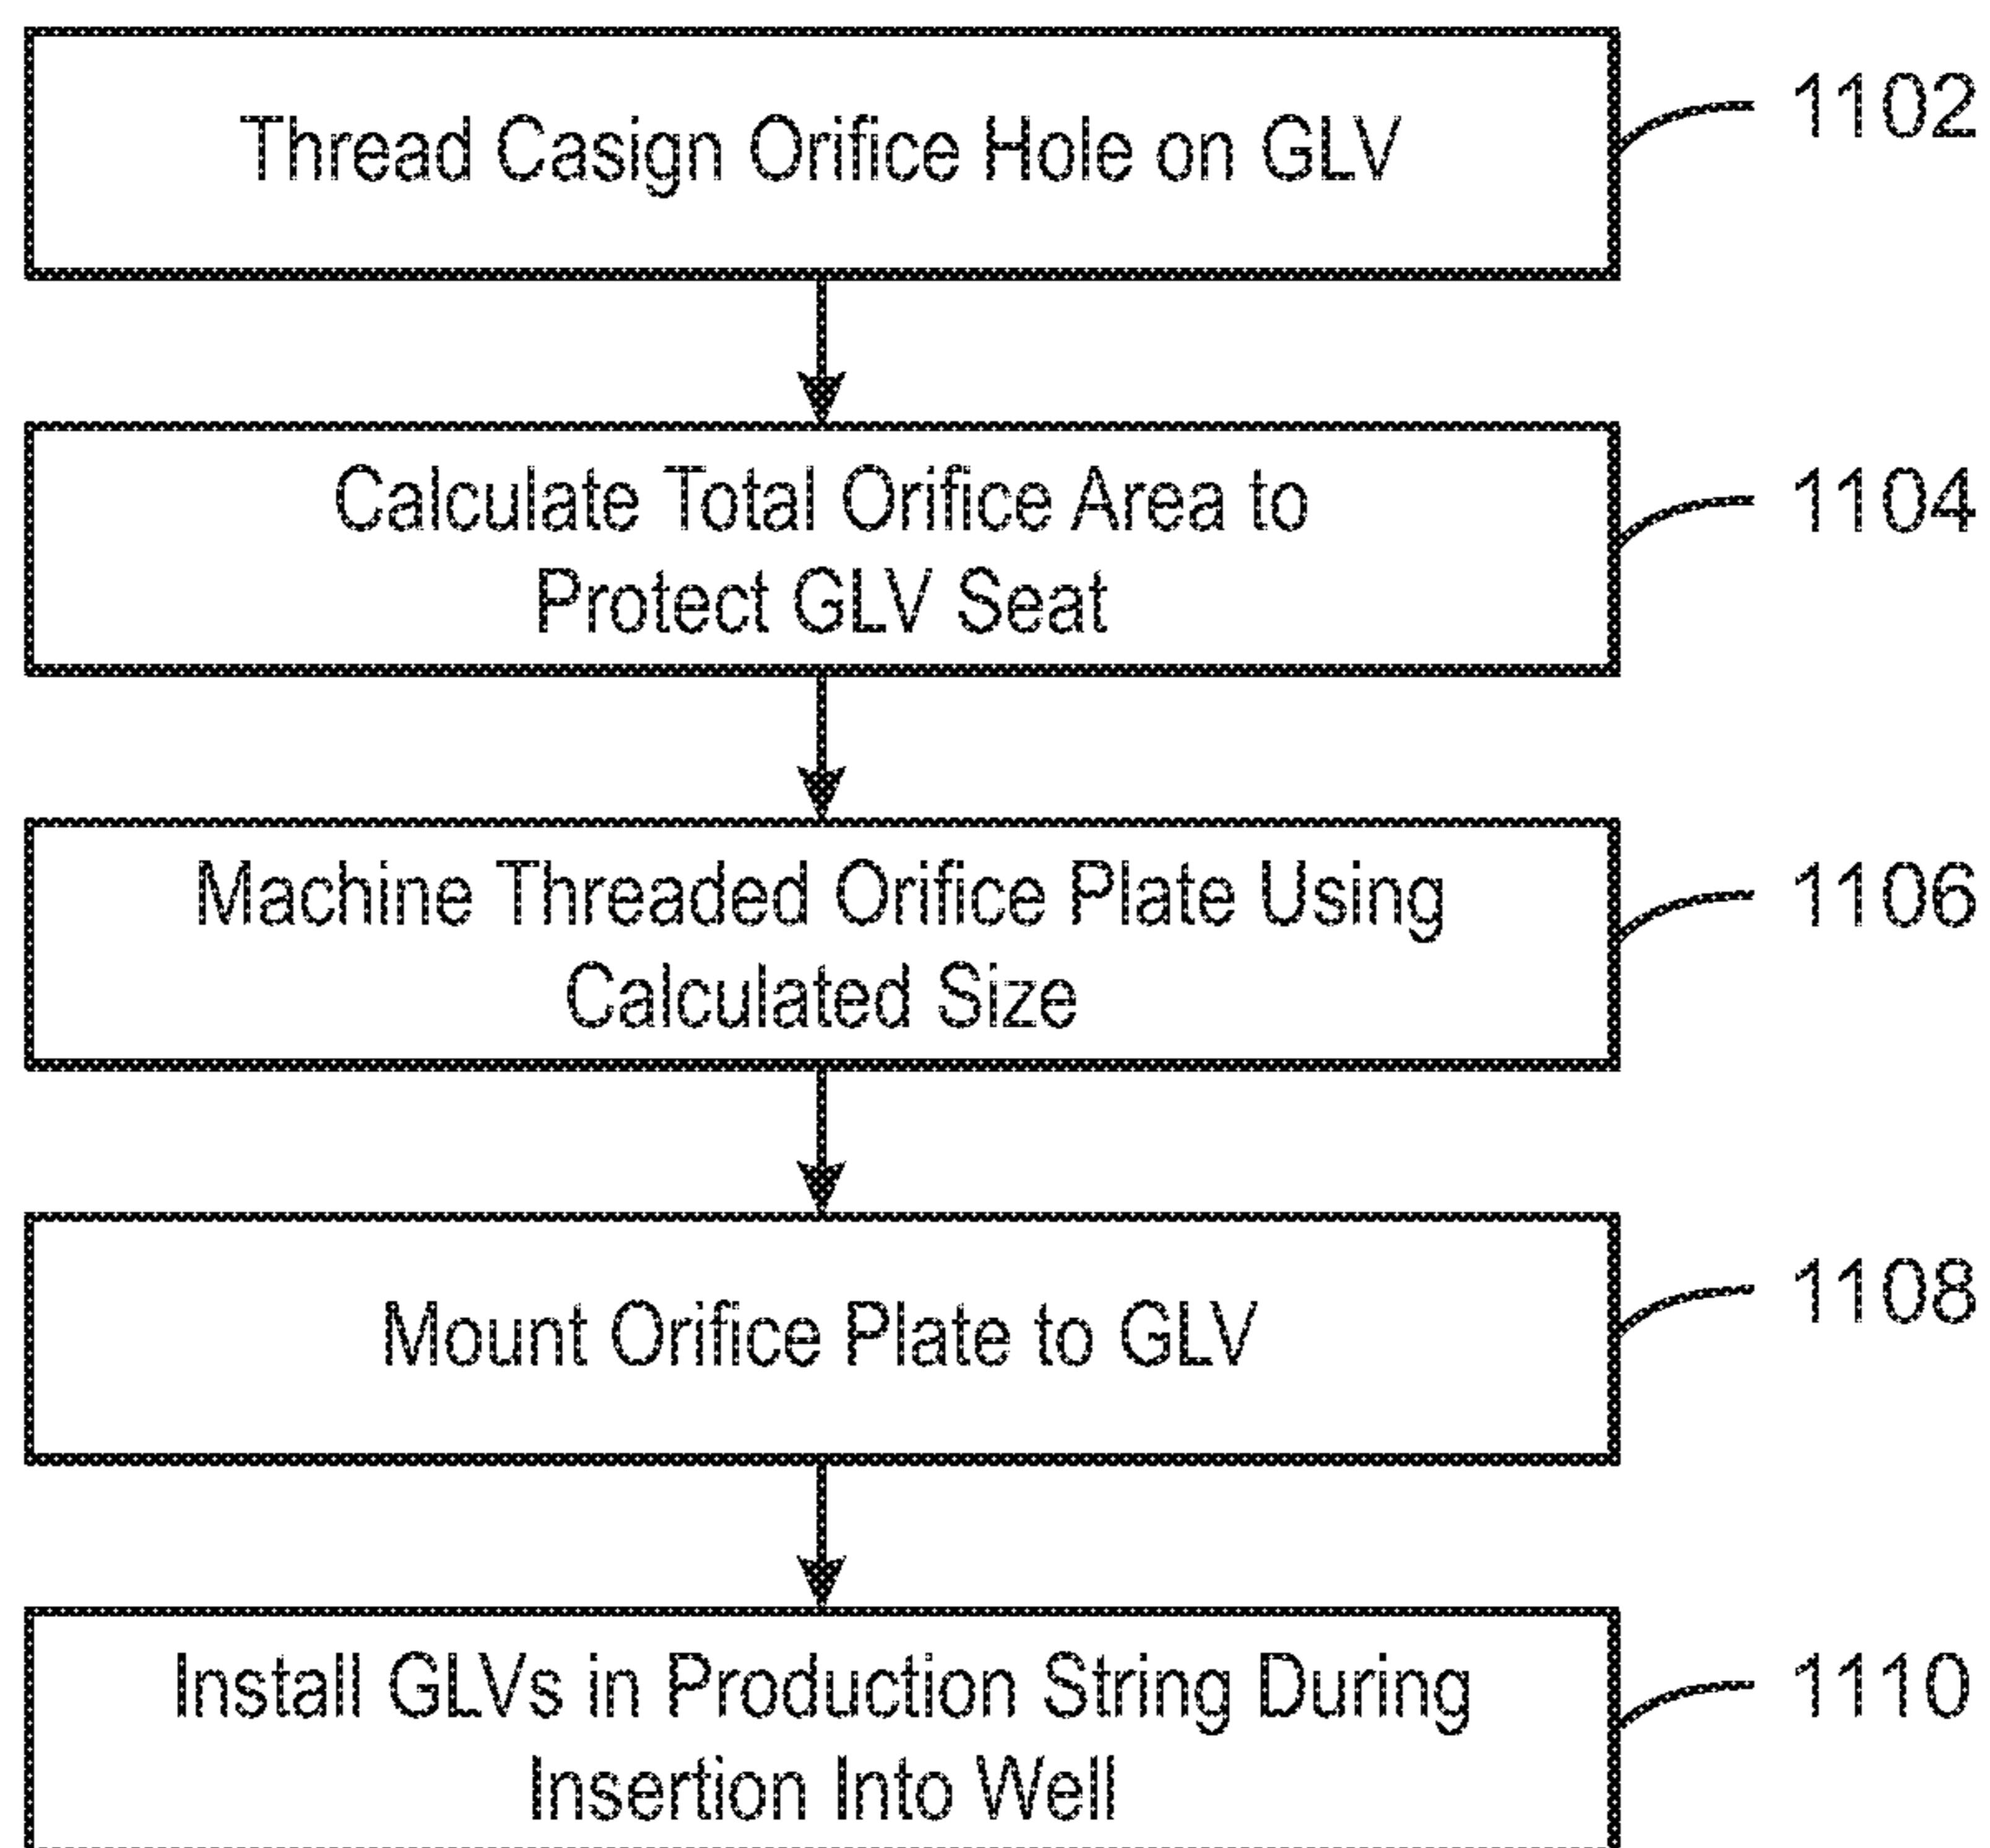 Thread Casign Orifice Hole on GLV
1102
Calculate Total Orifice Area to
Protect GLV Seat
1104
Machine Threaded Orifice Plate Using
Calculated Size
1106
Mount Orifice Plate to GLV
1108
Install GLVs in Production String During
Insertion Into Well
1110